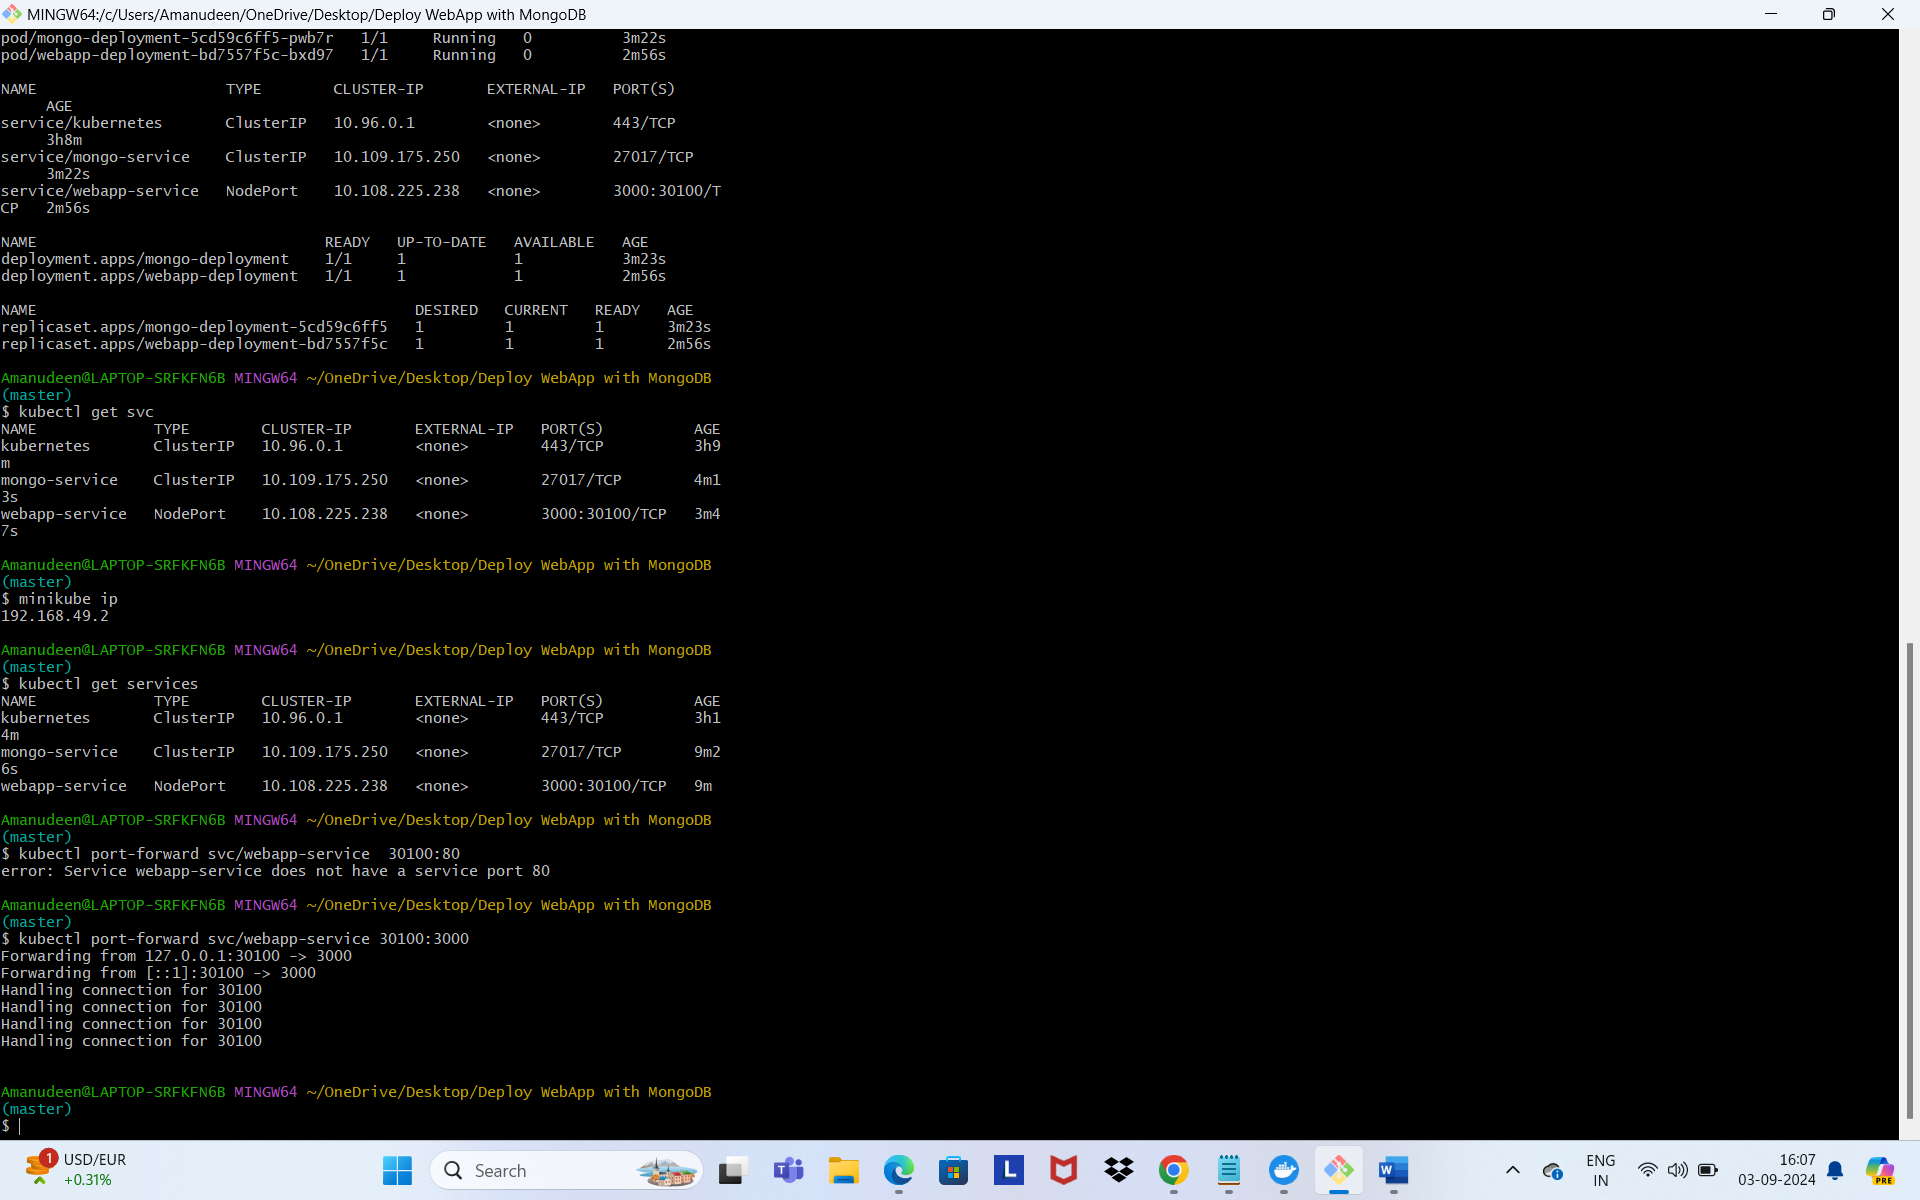 MINGW64:/c/Users/Amanudeen/OneDrive/Desktop/Deploy WebApp with MongoDB
pod/mongo-deployment-5cd59c6ff5-pwb7r   1/1     Running   0          3m22s
pod/webapp-deployment-bd7557f5c-bxd97   1/1     Running   0          2m56s
NAME                     TYPE        CLUSTER-IP       EXTERNAL-IP   PORT(S)
     AGE
service/kubernetes       ClusterIP   10.96.0.1        <none>        443/TCP
     3h8m
service/mongo-service    ClusterIP   10.109.175.250   <none>        27017/TCP
     3m22s
service/webapp-service   NodePort    10.108.225.238   <none>        3000:30100/T
CP   2m56s
NAME                                READY   UP-TO-DATE   AVAILABLE   AGE
deployment.apps/mongo-deployment    1/1     1            1           3m23s
deployment.apps/webapp-deployment   1/1     1            1           2m56s
NAME                                          DESIRED   CURRENT   READY   AGE
replicaset.apps/mongo-deployment-5cd59c6ff5   1         1         1       3m23s
replicaset.apps/webapp-deployment-bd7557f5c   1         1         1       2m56s
Amanudeen@LAPTOP-SRFKFN6B MINGW64 ~/OneDrive/Desktop/Deploy WebApp with MongoDB
(master)
$ kubectl get svc
NAME             TYPE        CLUSTER-IP       EXTERNAL-IP   PORT(S)          AGE
kubernetes       ClusterIP   10.96.0.1        <none>        443/TCP          3h9
m
mongo-service    ClusterIP   10.109.175.250   <none>        27017/TCP        4m1
3s
webapp-service   NodePort    10.108.225.238   <none>        3000:30100/TCP   3m4
7s
Amanudeen@LAPTOP-SRFKFN6B MINGW64 ~/OneDrive/Desktop/Deploy WebApp with MongoDB
(master)
$ minikube ip
192.168.49.2
Amanudeen@LAPTOP-SRFKFN6B MINGW64 ~/OneDrive/Desktop/Deploy WebApp with MongoDB
(master)
$ kubectl get services
NAME             TYPE        CLUSTER-IP       EXTERNAL-IP   PORT(S)          AGE
kubernetes       ClusterIP   10.96.0.1        <none>        443/TCP          3h1
4m
mongo-service    ClusterIP   10.109.175.250   <none>        27017/TCP        9m2
6s
webapp-service   NodePort    10.108.225.238   <none>        3000:30100/TCP   9m
Amanudeen@LAPTOP-SRFKFN6B MINGW64 ~/OneDrive/Desktop/Deploy WebApp with MongoDB
(master)
$ kubectl port-forward svc/webapp-service  30100:80
error: Service webapp-service does not have a service port 80
Amanudeen@LAPTOP-SRFKFN6B MINGW64 ~/OneDrive/Desktop/Deploy WebApp with MongoDB
(master)
$ kubectl port-forward svc/webapp-service 30100:3000
Forwarding from 127.0.0.1:30100 -> 3000
Forwarding from [::1]:30100 -> 3000
Handling connection for 30100
Handling connection for 30100
Handling connection for 30100
Handling connection for 30100
Amanudeen@LAPTOP-SRFKFN6B MINGW64 ~/OneDrive/Desktop/Deploy WebApp with MongoDB
(master)
$
1
USD/EUR
+0.31%
Search
L
W
ENG
IN
16:07
03-09-2024
PRE